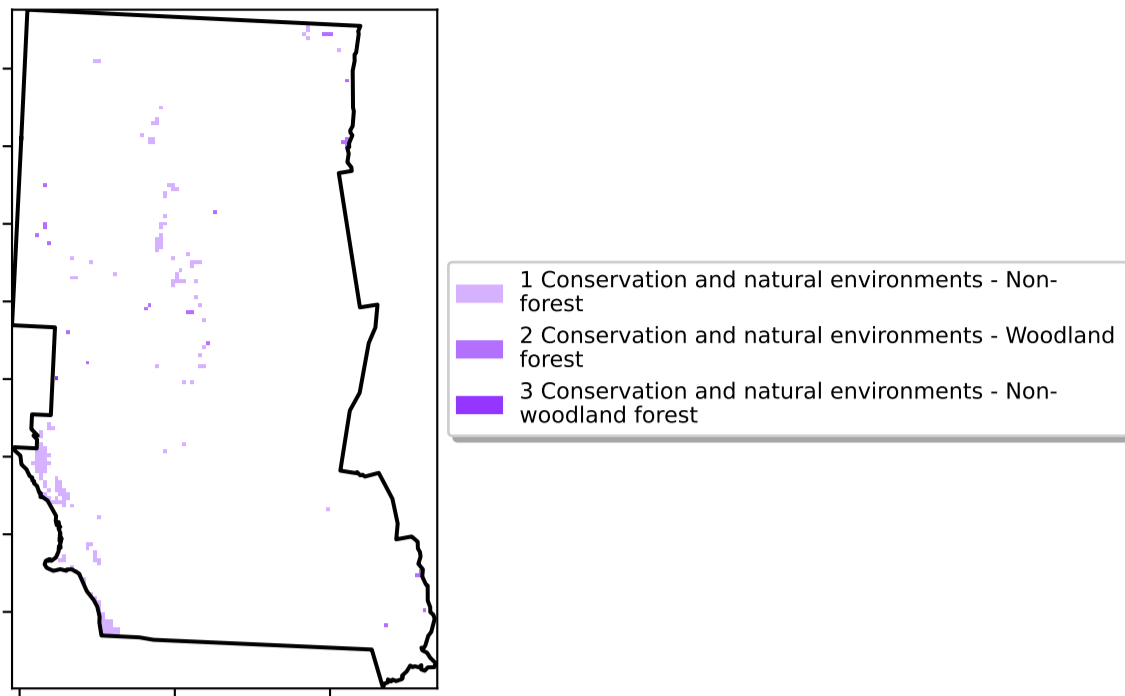 1 Conservation and natural environments - Non-
forest
2 Conservation and natural environments - Woodland
forest
3 Conservation and natural environments - Non-
woodland forest